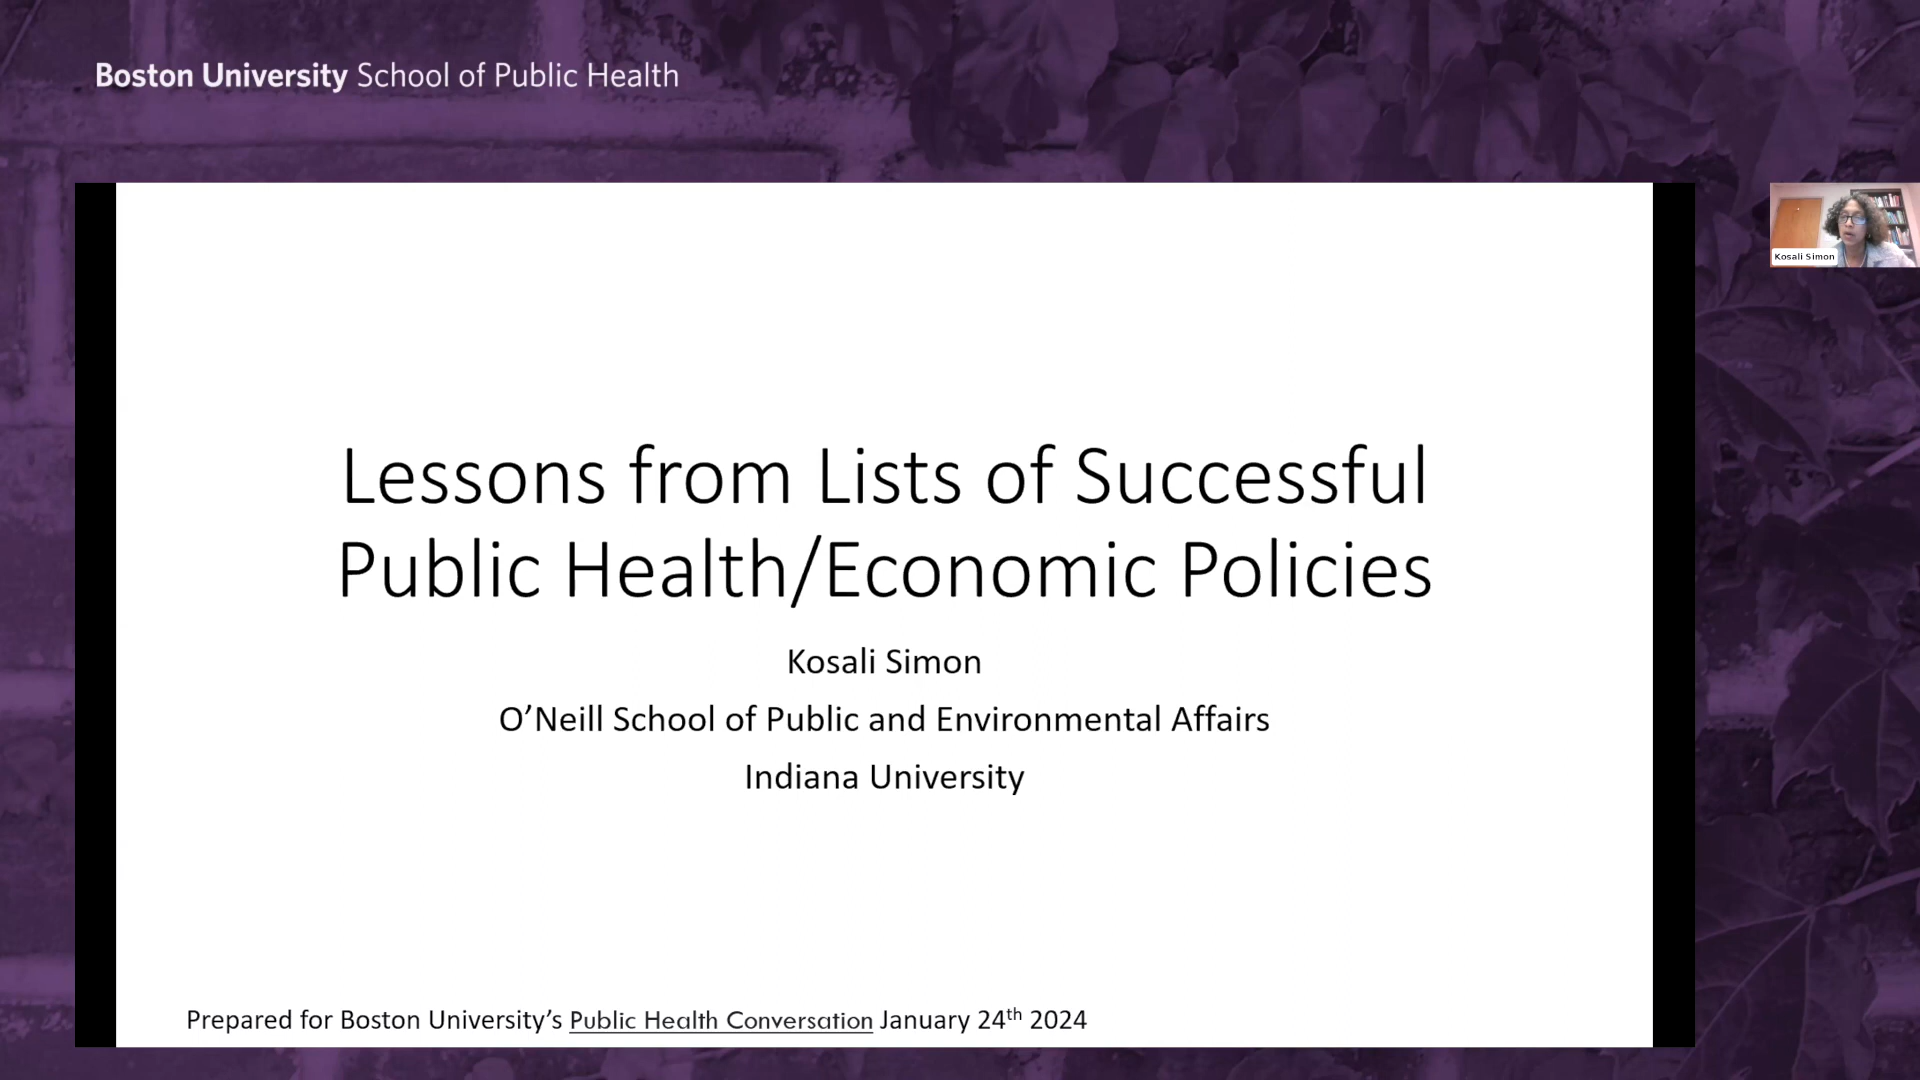 Boston University School of Public Health
Kosali Simon
Lessons from Lists of Successful
Public Health/Economic Policies
Kosali Simon
O’Neill School of Public and Environmental Affairs
Indiana University
Prepared for Boston University’s Public Health Conversation January 24th 2024